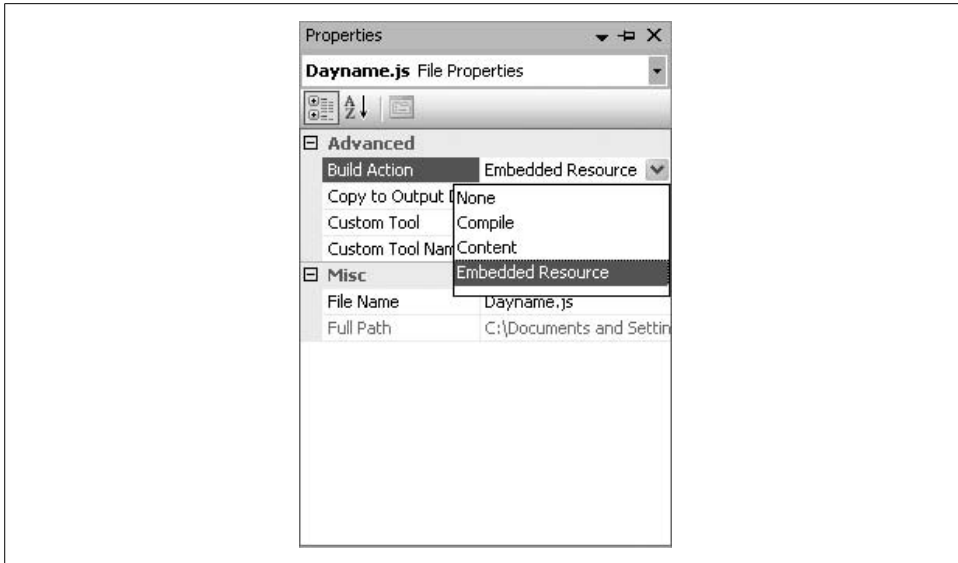 Properties
Dayname.js File Properties
Advanced
Build Action Embedded Resource
Copy to Output
None
Custom Tool
Compile
Custom Tool Nam
Content
Embedded Resource
Misc
File Name Dayname.js
Full Path C:\Documents and Settin